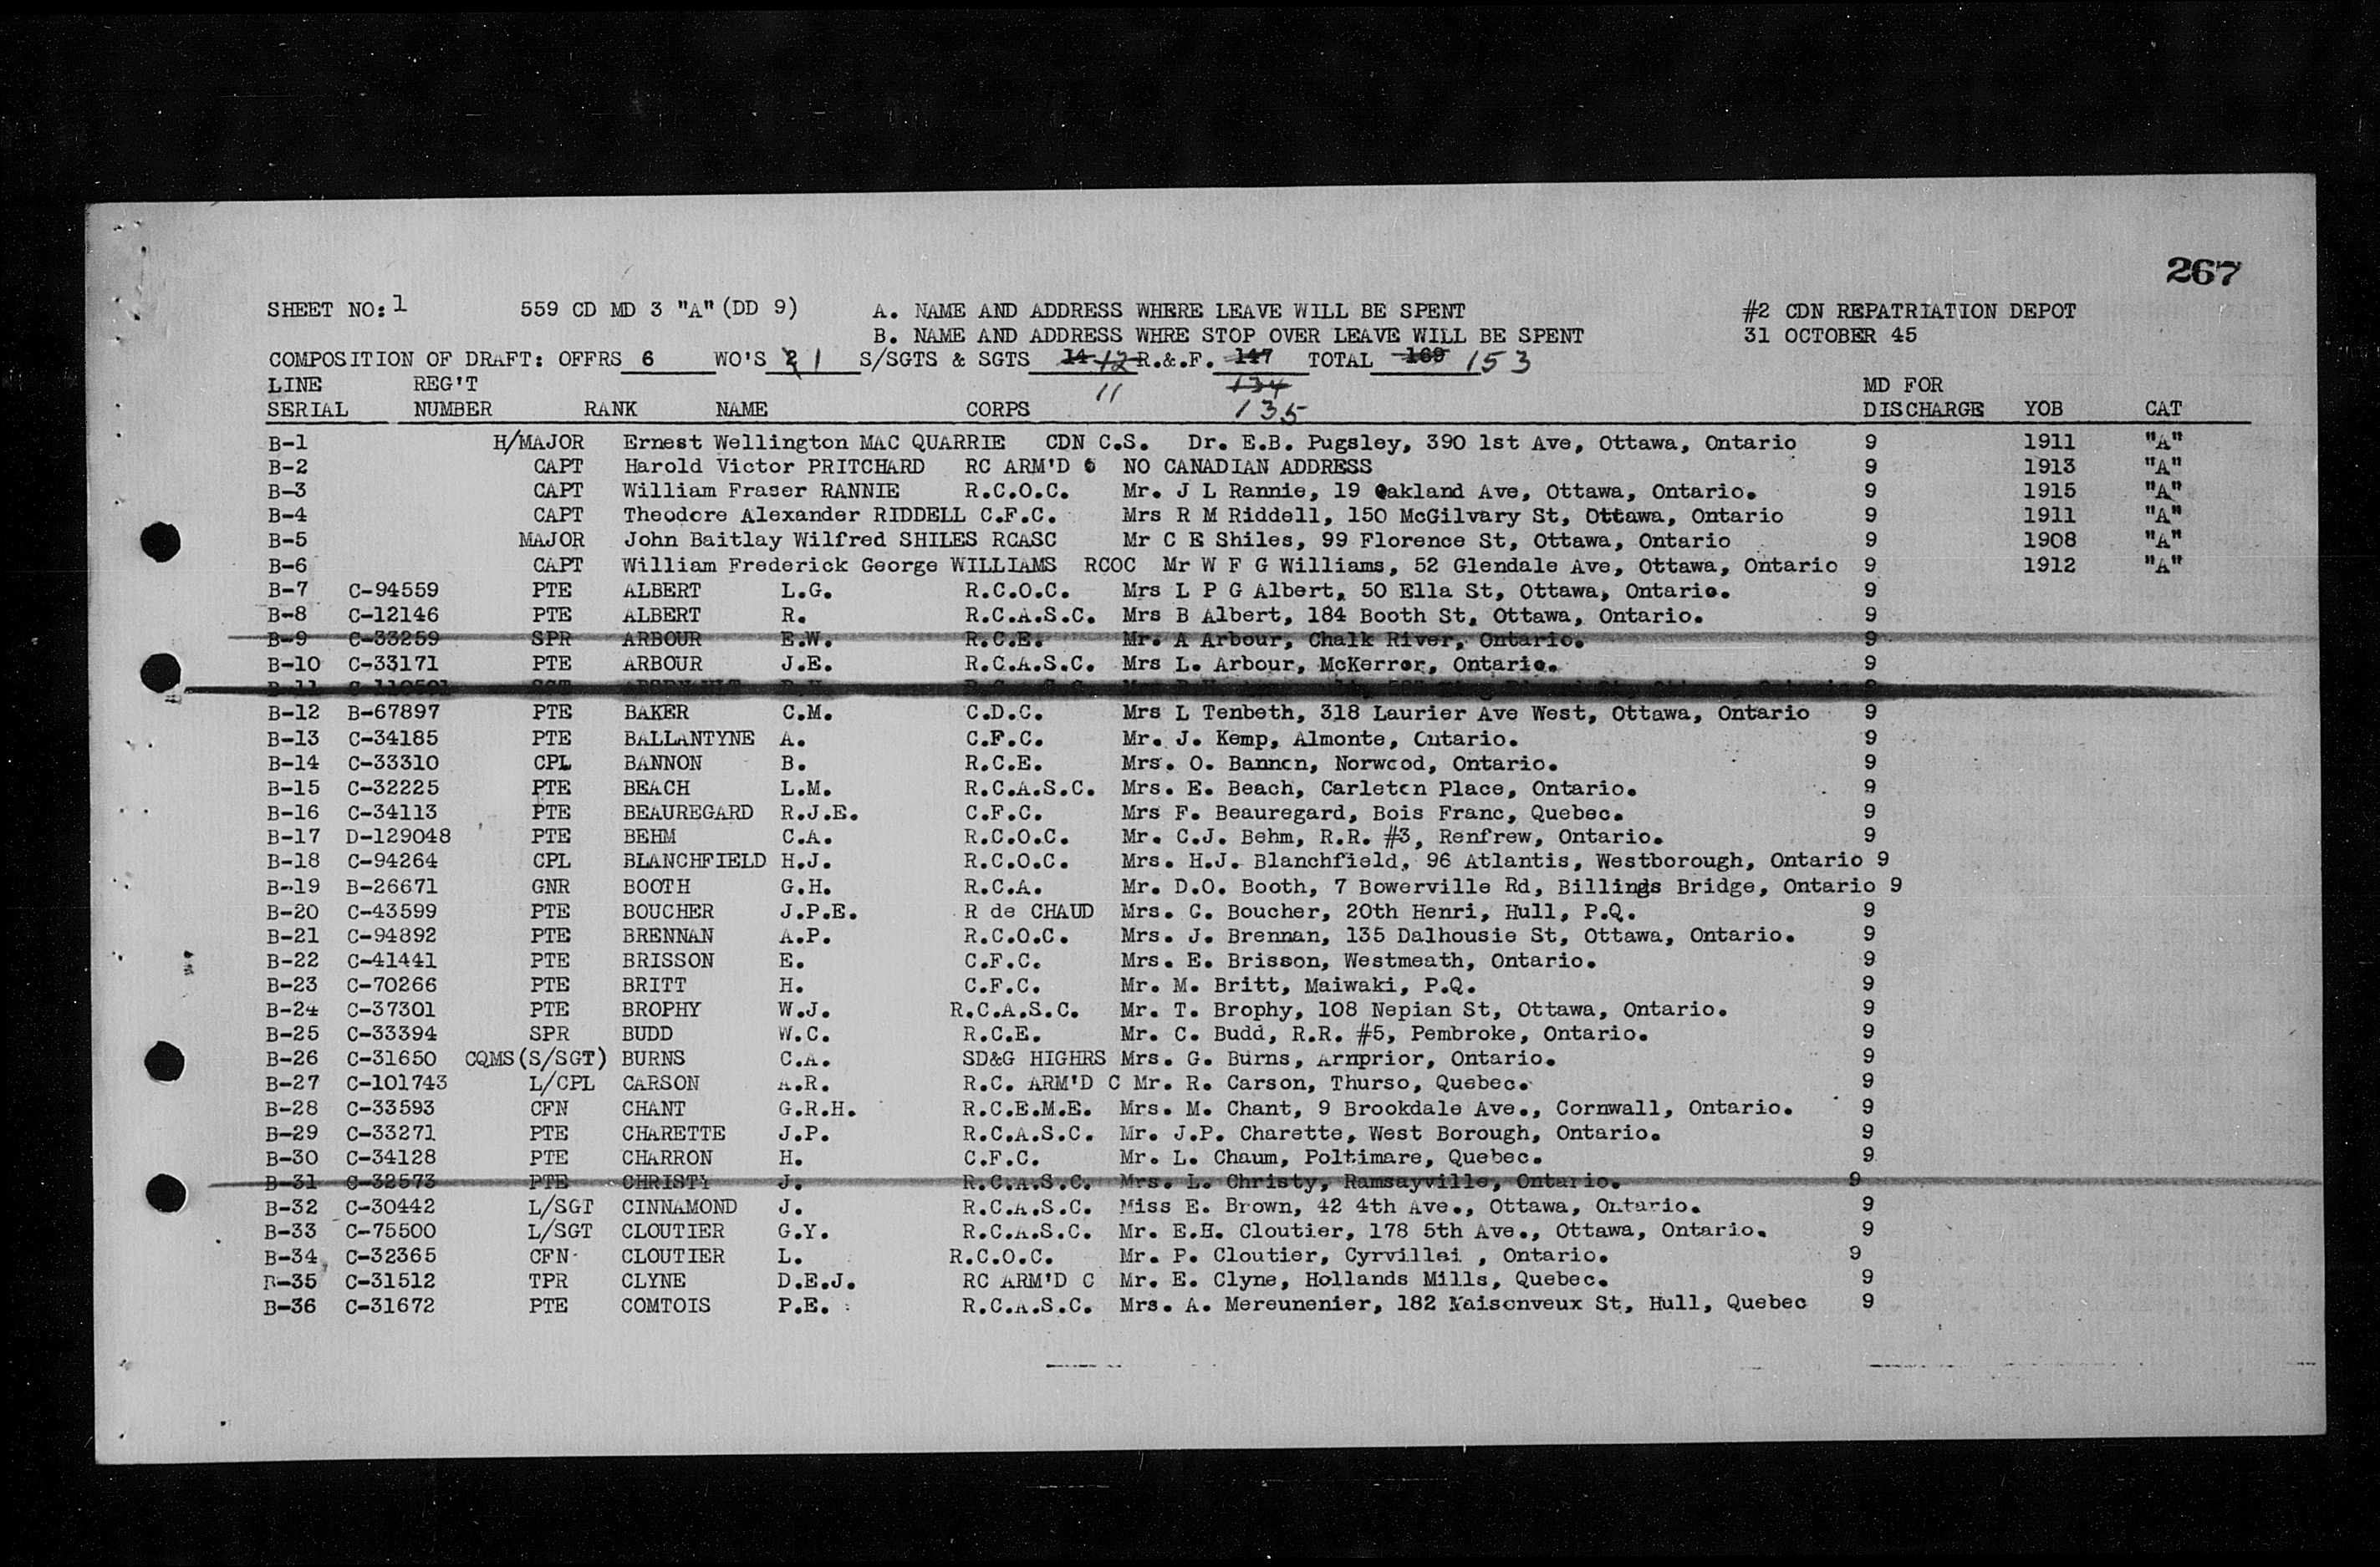 267
SHEET NO: 1 559 CD MD 3 "A" (DD 9) A. NAME AND ADDRESS WHERE LEAVE WILL BE SPENT #2 CDN REPATRIATION DEPOT
B. NAME AND ADDRESS WHRE STOP OVER LEAVE WILL BE SPENT 31 OCTOBER 45
COMPOSITION OF DRAFT: OFFRS 6 WO'S 2 1 S/SGTS & SGTS 14 12 R.&.F. 147 TOTAL 169 153
LINE REG'T 11 134 MD FOR
SERIAL NUMBER RANK NAME CORPS 135 DISCHARGE YOB CAT
B-1 H/MAJOR Ernest Wellington MAC QUARRIE CDN C.S. Dr. E.B. Pugsley, 390 1st Ave, Ottawa, Ontario 9 1911 "A"
B-2 CAPT Harold Victor PRITCHARD RC ARM'D C NO CANADIAN ADDRESS 9 1913 "A"
B-3 CAPT William Fraser RANNIE R.C.O.C. Mr. J L Rannie, 19 Oakland Ave, Ottawa, Ontario. 9 1915 "A"
B-4 CAPT Theodore Alexander RIDDELL C.F.C. Mrs R M Riddell, 150 McGilvary St, Ottawa, Ontario 9 1911 "A"
B-5 MAJOR John Baitlay Wilfred SHILES RCASC Mr C E Shiles, 99 Florence St, Ottawa, Ontario 9 1908 "A"
B-6 CAPT William Frederick George WILLIAMS RCOC Mr W F G Williams, 52 Glendale Ave, Ottawa, Ontario 9 1912 "A"
B-7 C-94559 PTE ALBERT L.G. R.C.O.C. Mrs L P G Albert, 50 Ella St, Ottawa, Ontario. 9
B-8 C-12146 PTE ALBERT R. R.C.A.S.C. Mrs B Albert, 184 Booth St, Ottawa, Ontario. 9
B-9 C-33259 SPR ARBOUR E.W. R.C.E. Mr. A Arbour, Chalk River, Ontario. 9
B-10 C-33171 PTE ARBOUR J.E. R.C.A.S.C. Mrs L. Arbour, McKerror, Ontario. 9
B-11 SGT
B-12 B-67897 PTE BAKER C.M. C.D.C. Mrs L Tenbeth, 318 Laurier Ave West, Ottawa, Ontario 9
B-13 C-34185 PTE BALLANTYNE A. C.F.C. Mr. J. Kemp, Almonte, Ontario. 9
B-14 C-33310 CPL BANNON B. R.C.E. Mrs. O. Bannon, Norwood, Ontario. 9
B-15 C-32225 PTE BEACH L.M. R.C.A.S.C. Mrs. E. Beach, Carleton Place, Ontario. 9
B-16 C-34113 PTE BEAUREGARD R.J.E. C.F.C. Mrs F. Beauregard, Bois Franc, Quebec. 9
B-17 D-129048 PTE BEHM C.A. R.C.O.C. Mr. C.J. Behm, R.R. #3, Renfrew, Ontario. 9
B-18 C-94264 CPL BLANCHFIELD H.J. R.C.O.C. Mrs. H.J. Blanchfield, 96 Atlantis, Westborough, Ontario 9
B-19 B-26671 GNR BOOTH G.H. R.C.A. Mr. D.O. Booth, 7 Bowerville Rd, Billings Bridge, Ontario 9
B-20 C-43599 PTE BOUCHER J.P.E. R de CHAUD Mrs. G. Boucher, 20th Henri, Hull, P.Q. 9
B-21 C-94892 PTE BRENNAN A.P. R.C.O.C. Mrs. J. Brennan, 135 Dalhousie St, Ottawa, Ontario. 9
B-22 C-41441 PTE BRISSON E. C.F.C. Mrs. E. Brisson, Westmeath, Ontario. 9
B-23 C-70266 PTE BRITT H. C.F.C. Mr. M. Britt, Maiwaki, P.Q. 9
B-24 C-37301 PTE BROPHY W.J. R.C.A.S.C. Mr. T. Brophy, 108 Nepian St, Ottawa, Ontario. 9
B-25 C-33394 SPR BUDD W.C. R.C.E. Mr. C. Budd, R.R. #5, Pembroke, Ontario. 9
B-26 C-31650 CQMS(S/SGT) BURNS C.A. SD&G HIGHRS Mrs. G. Burns, Arnprior, Ontario. 9
B-27 C-101743 L/CPL CARSON A.R. R.C. ARM'D C Mr. R. Carson, Thurso, Quebec. 9
B-28 C-33593 CFN CHANT G.R.H. R.C.E.M.E. Mrs. M. Chant, 9 Brookdale Ave., Cornwall, Ontario. 9
B-29 C-33271 PTE CHARETTE J.P. R.C.A.S.C. Mr. J.P. Charette, West Borough, Ontario. 9
B-30 C-34128 PTE CHARRON H. C.F.C. Mr. L. Chaum, Poltimare, Quebec. 9
B-31 C-32573 PTE CHRISTY J. R.C.A.S.C. Mrs. L. Christy, Ramsayville, Ontario. 9
B-32 C-30442 L/SGT CINNAMOND J. R.C.A.S.C. Miss E. Brown, 42 4th Ave., Ottawa, Ontario. 9
B-33 C-75500 L/SGT CLOUTIER G.Y. R.C.A.S.C. Mr. E.H. Cloutier, 178 5th Ave., Ottawa, Ontario. 9
B-34 C-32365 CFN CLOUTIER L. R.C.O.C. Mr. P. Cloutier, Cyrvillei , Ontario. 9
B-35 C-31512 TPR CLYNE D.E.J. RC ARM'D C Mr. E. Clyne, Hollands Mills, Quebec. 9
B-36 C-31672 PTE COMTOIS P.E. R.C.A.S.C. Mrs. A. Mereunenier, 182 Maisonveux St, Hull, Quebec 9